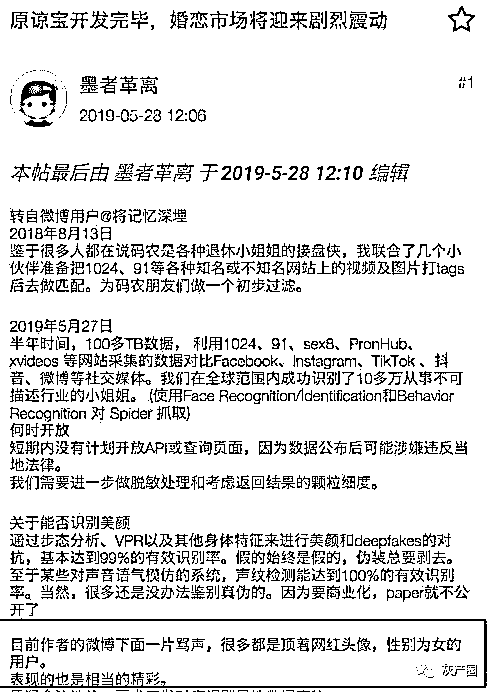 原谅宝开发完毕，婚恋市场将迎来剧烈震动
墨者革离
#1
2019-05-28 12:06
本帖最后由 墨者革离 于 2019-5-28 12:10 编辑
转自微博用户@将记忆深埋
2018年8月13日
鉴于很多人都在说码农是各种退休小姐姐的接盘侠，我联合了几个小
伙伴准备把1024、91等各种知名或不知名网站上的视频及图片打tags
后去做匹配。为码农朋友们做一个初步过滤。
2019年5月27日
半年时间，100多TB数据， 利用1024、91、sex8、PronHub、
xvideos 等网站采集的数据对比Facebook、Instagram、TikTok 、抖
音、微博等社交媒体。我们在全球范围内成功识别了10多万从事不可
描述行业的小姐姐。 (使用Face Recognition/Identification和Behavior
Recognition 对 Spider 抓取)
何时开放
短期内没有计划开放API或查询页面，因为数据公布后可能涉嫌违反当
地法律。
我们需要进一步做脱敏处理和考虑返回结果的颗粒细度。
关于能否识别美颜
通过步态分析、VPR以及其他身体特征来进行美颜和deepfakes的对
抗，基本达到99%的有效识别率。假的始终是假的，伪装总要剥去。
至于某些对声音语气模仿的系统，声纹检测能达到100%的有效识别
率。当然，很多还是没办法鉴别真伪的。因为要商业化，paper就不公
开了
目前作者的微博下面一片骂声，很多都是顶着网红头像，性别为女的
用户。
表现的也是相当的精彩。
灰产圈